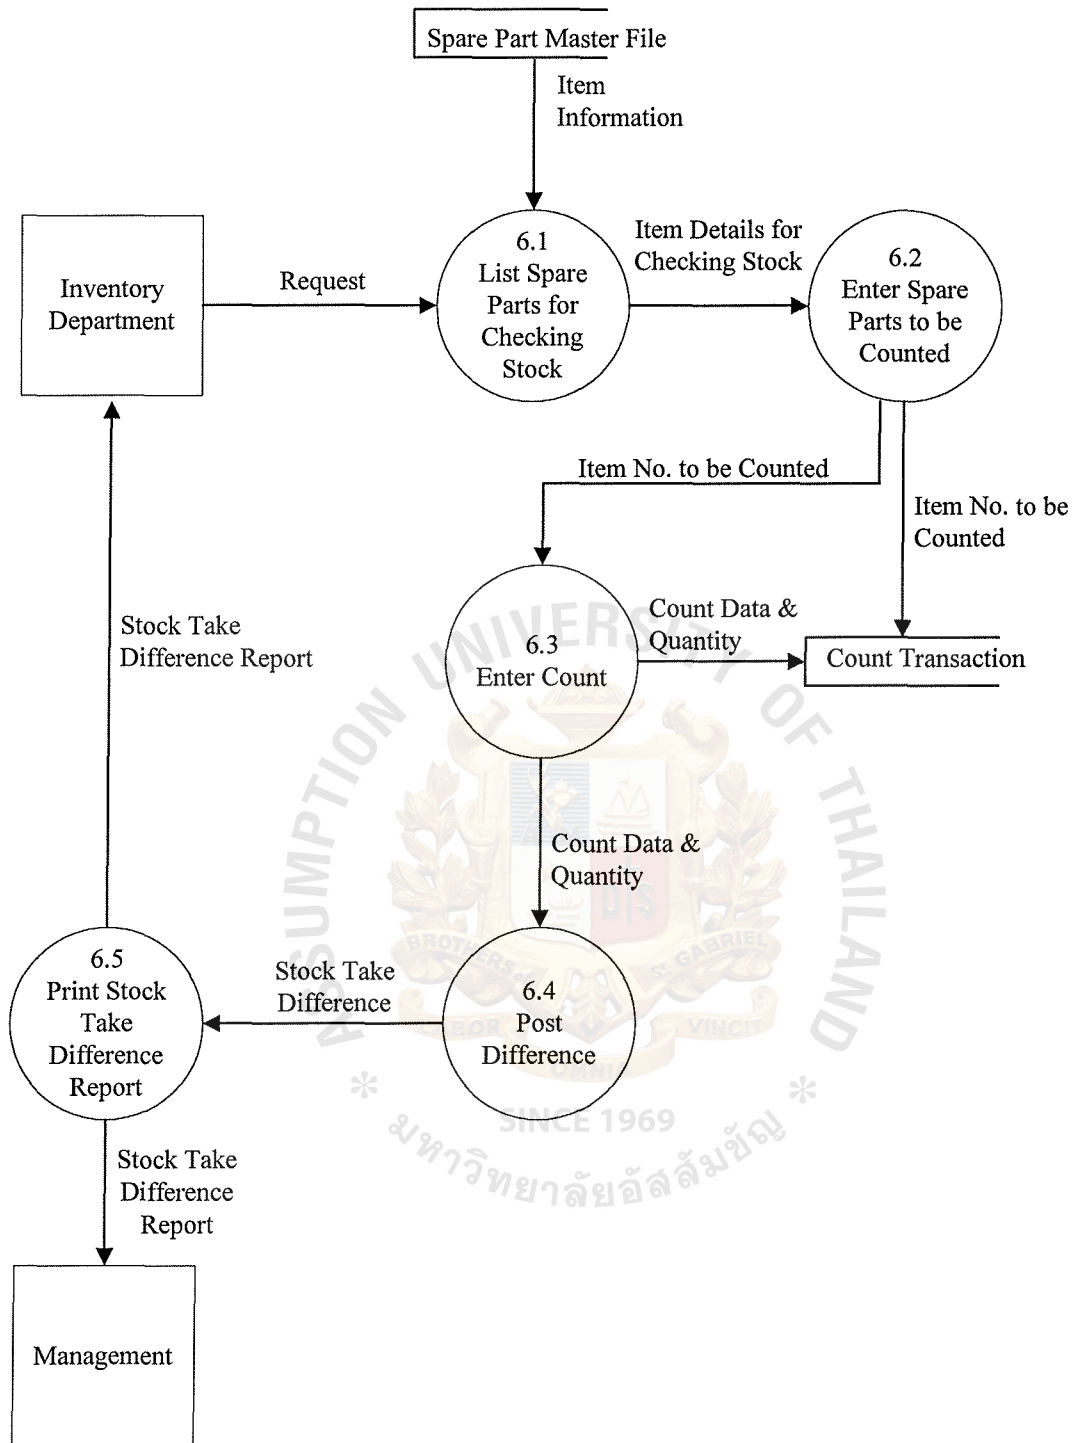 Spare Part Master File
Item
Information
Inventory
Department
Request
6.1
List Spare
Parts for
Checking
Stock
Item Details for
Checking Stock
6.2
Enter Spare
Parts to be
Counted
Item No. to be Counted
Item No. to be
Counted
Stock Take
Difference Report
6.3
Enter Count
Count Data &
Quantity
Count Transaction
Count Data &
Quantity
6.5
Print Stock
Take
Difference
Report
Stock Take
Difference
6.4
Post
Difference
Stock Take
Difference
Report
Management
ASSUMPTION UNIVERSITY OF THAILAND
BROTHERS of St GABRIEL
LABOR OMNIA VINCIT
SINCE 1969
มหาวิทยาลัยอัสสัมชัญ